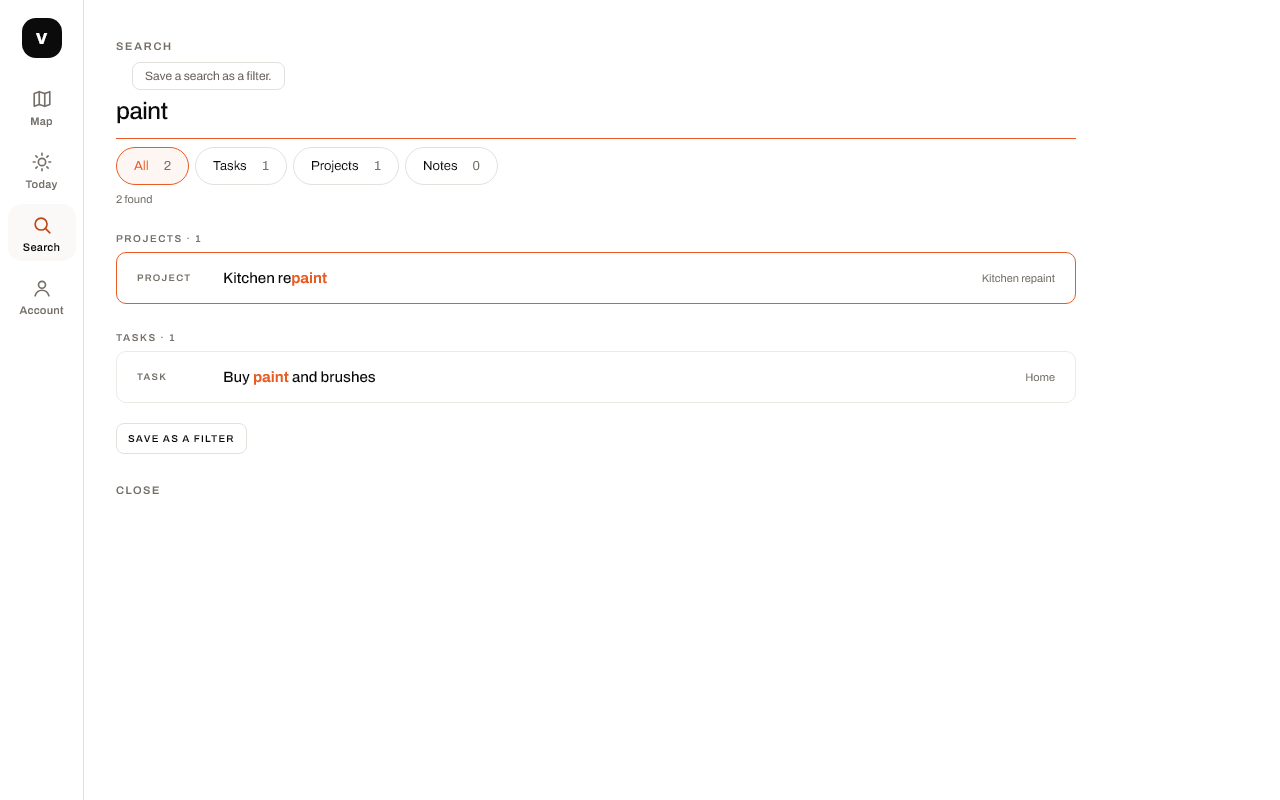 v
Map
Today
Search
Account
SEARCH
Save a search as a filter.
paint
All 2 Tasks 1 Projects 1 Notes 0
2 found
PROJECTS · 1
PROJECT Kitchen repaint Kitchen repaint
TASKS · 1
TASK Buy paint and brushes Home
SAVE AS A FILTER
CLOSE